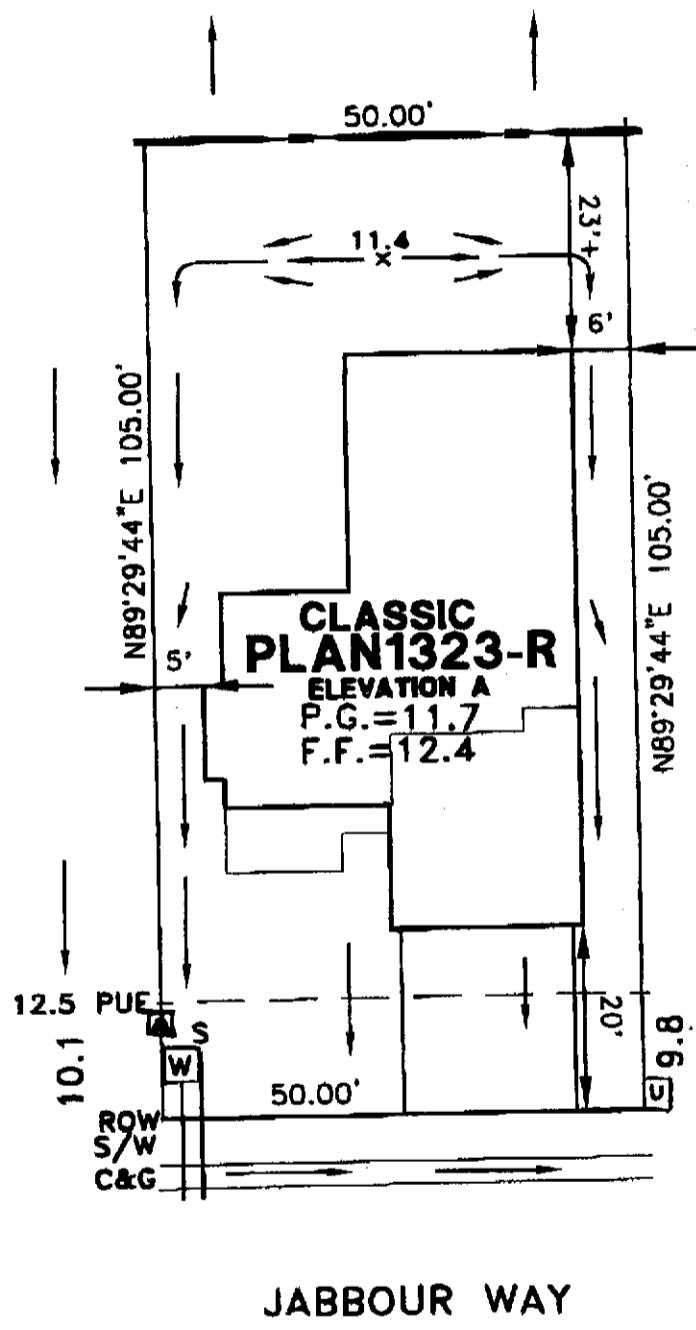 50.00'
11.4
x
23'+
6'
N89°29'44"E 105.00'
N89°29'44"E 105.00'
CLASSIC
PLAN1323-R
ELEVATION A
P.G.=11.7
F.F.=12.4
5'
12.5 PUE
A
S
W
10.1
20'
9.8
U
50.00'
ROW
S/W
C&G
JABBOUR WAY